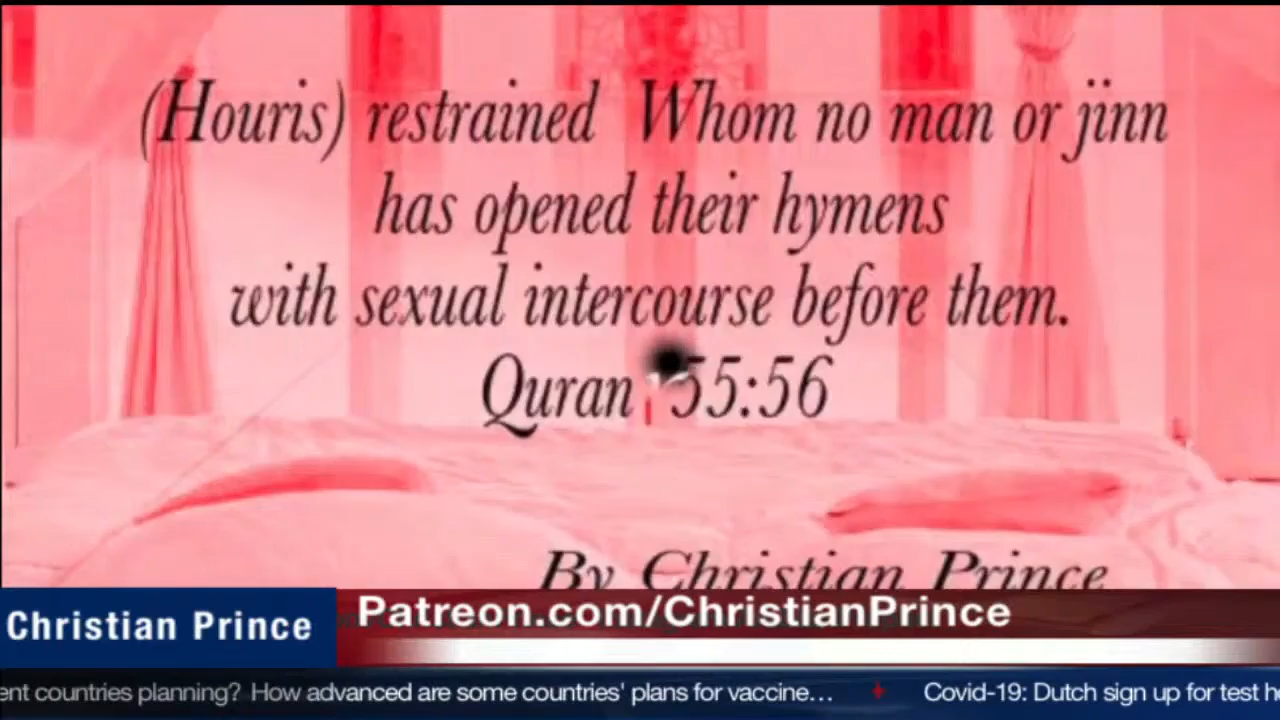 (Houris) restrained Whom no man or jinn
has opened their hymens
with sexual intercourse before them.
Quran 55:56
By Christian Prince
Christian Prince
Patreon.com/ChristianPrince
ent countries planning? How advanced are some countries' plans for vaccine... Covid-19: Dutch sign up for test h